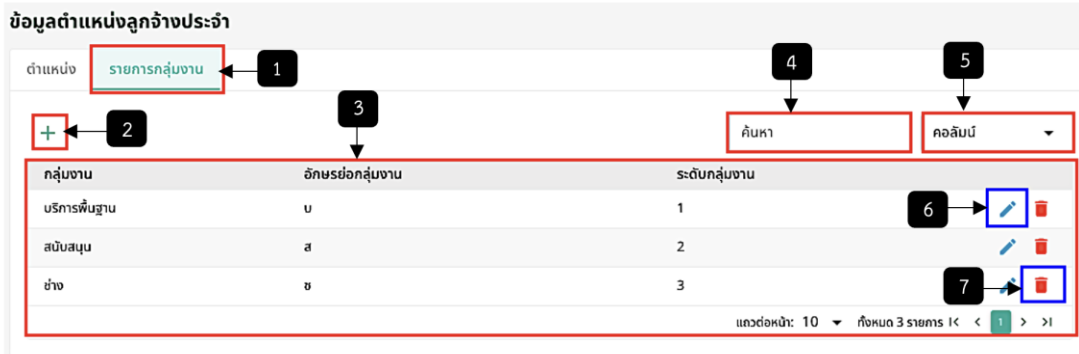 ข้อมูลตำแหน่งลูกจ้างประจำ
ตำแหน่ง รายการกลุ่มงาน 1 4 5
2 3 ค้นหา คอลัมน์
กลุ่มงาน อักษรย่อกลุ่มงาน ระดับกลุ่มงาน
บริการพื้นฐาน บ 1 6
สนับสนุน ส 2
ช่าง ช 3 7
แถวต่อหน้า: 10 ทั้งหมด 3 รายการ 1